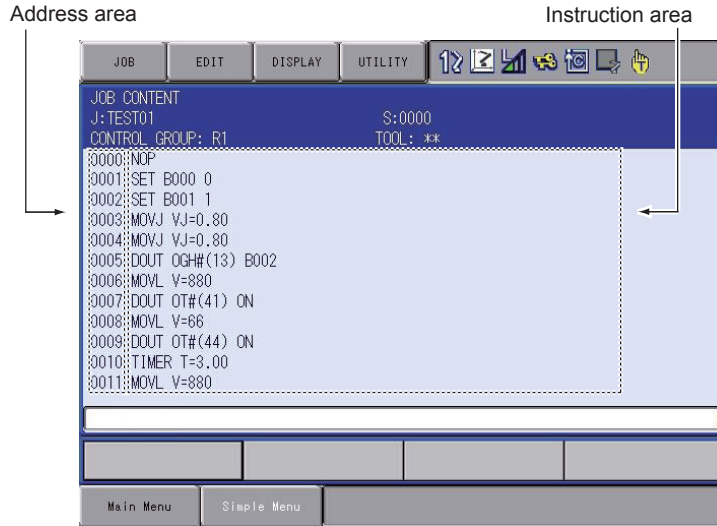 Address area
Instruction area
JOB EDIT DISPLAY UTILITY
JOB CONTENT
J:TEST01 S:0000
CONTROL GROUP: R1 TOOL: **
0000 NOP
0001 SET B000 0
0002 SET B001 1
0003 MOVJ VJ=0.80
0004 MOVJ VJ=0.80
0005 DOUT OGH#(13) B002
0006 MOVL V=880
0007 DOUT OT#(41) ON
0008 MOVL V=66
0009 DOUT OT#(44) ON
0010 TIMER T=3.00
0011 MOVL V=880
Main Menu Simple Menu